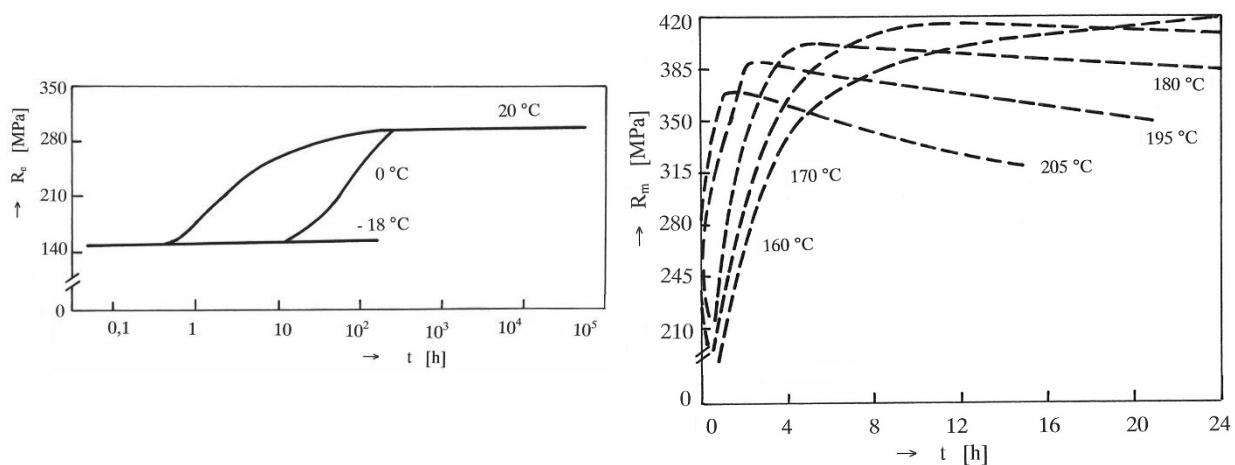 350
280
210
140
0
→ Rₑ [MPa]
20 °C
0 °C
- 18 °C
0,1 1 10 10² 10³ 10⁴ 10⁵
→ t [h]
420
385
350
315
280
245
210
0
→ Rₘ [MPa]
180 °C
195 °C
205 °C
170 °C
160 °C
0 4 8 12 16 20 24
→ t [h]